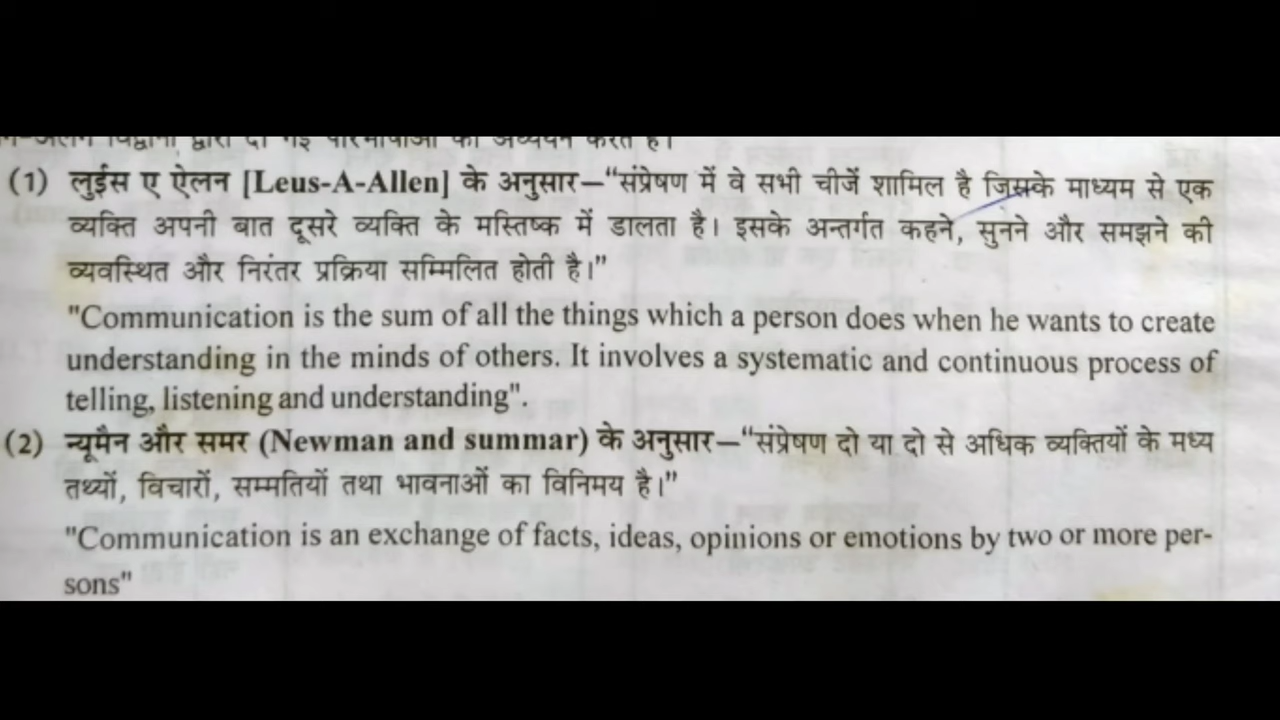 द्वारा दी गई परिभाषाओं का अध्ययन करते हैं।
(1) लुईस ए ऐलन [Leus-A-Allen] के अनुसार–“संप्रेषण में वे सभी चीजें शामिल है जिसके माध्यम से एक
व्यक्ति अपनी बात दूसरे व्यक्ति के मस्तिष्क में डालता है। इसके अन्तर्गत कहने, सुनने और समझने की
व्यवस्थित और निरंतर प्रक्रिया सम्मिलित होती है।”
"Communication is the sum of all the things which a person does when he wants to create
understanding in the minds of others. It involves a systematic and continuous process of
telling, listening and understanding".
(2) न्यूमैन और समर (Newman and summar) के अनुसार–“संप्रेषण दो या दो से अधिक व्यक्तियों के मध्य
तथ्यों, विचारों, सम्मतियों तथा भावनाओं का विनिमय है।”
"Communication is an exchange of facts, ideas, opinions or emotions by two or more per-
sons"